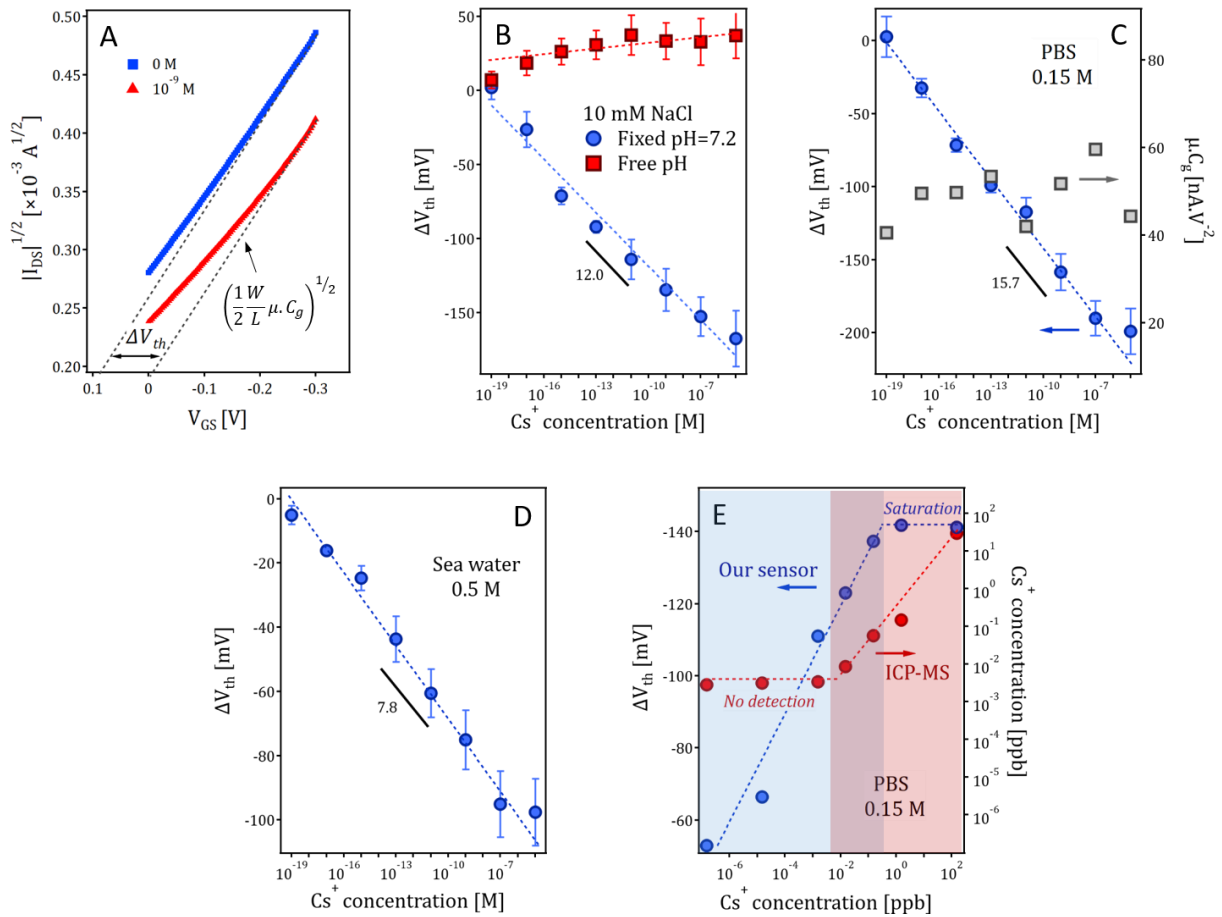 A
0 M
10⁻⁹ M
|I_DS|^1/2 [×10⁻³ A^1/2]
0.50
0.45
0.40
0.35
0.30
0.25
0.20
(1/2 W/L μ.C_g)^1/2
ΔV_th
0.1
0
-0.1
-0.2
-0.3
V_GS [V]
B
ΔV_th [mV]
50
0
-50
-100
-150
10 mM NaCl
Fixed pH=7.2
Free pH
12.0
10⁻¹⁹
10⁻¹⁶
10⁻¹³
10⁻¹⁰
10⁻⁷
10⁻⁴
Cs⁺ concentration [M]
C
PBS
0.15 M
ΔV_th [mV]
0
-50
-100
-150
-200
15.7
80
60
40
20
μ.C_g [nA.V⁻²]
10⁻¹⁹
10⁻¹⁶
10⁻¹³
10⁻¹⁰
10⁻⁷
10⁻⁴
Cs⁺ concentration [M]
D
Sea water
0.5 M
ΔV_th [mV]
0
-20
-40
-60
-80
-100
7.8
10⁻¹⁹
10⁻¹⁶
10⁻¹³
10⁻¹⁰
10⁻⁷
10⁻⁴
Cs⁺ concentration [M]
E
Saturation
Our sensor
ICP-MS
No detection
PBS
0.15 M
ΔV_th [mV]
-140
-120
-100
-80
-60
10²
10¹
10⁰
10⁻¹
10⁻²
10⁻³
10⁻⁴
10⁻⁵
10⁻⁶
Cs⁺ concentration [ppb]
10⁻⁶
10⁻⁴
10⁻²
10⁰
10²
Cs⁺ concentration [ppb]